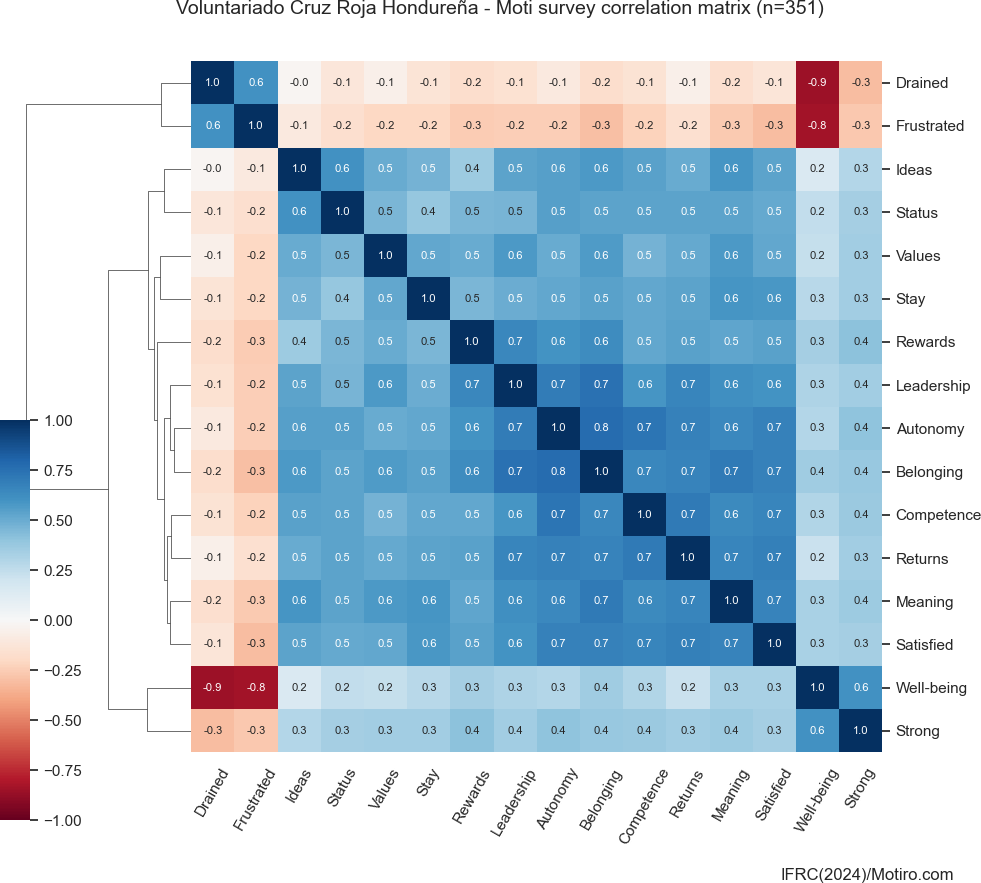 Voluntariado Cruz Roja Hondureña - Moti survey correlation matrix (n=351)
1.0 0.6 -0.0 -0.1 -0.1 -0.1 -0.2 -0.1 -0.1 -0.2 -0.1 -0.1 -0.2 -0.1 -0.9 -0.3 Drained
0.6 1.0 -0.1 -0.2 -0.2 -0.2 -0.3 -0.2 -0.2 -0.3 -0.2 -0.2 -0.3 -0.3 -0.8 -0.3 Frustrated
-0.0 -0.1 1.0 0.6 0.5 0.5 0.4 0.5 0.6 0.6 0.5 0.5 0.6 0.5 0.2 0.3 Ideas
-0.1 -0.2 0.6 1.0 0.5 0.4 0.5 0.5 0.5 0.5 0.5 0.5 0.5 0.5 0.2 0.3 Status
-0.1 -0.2 0.5 0.5 1.0 0.5 0.5 0.6 0.5 0.6 0.5 0.5 0.6 0.5 0.2 0.3 Values
-0.1 -0.2 0.5 0.4 0.5 1.0 0.5 0.5 0.5 0.5 0.5 0.5 0.6 0.6 0.3 0.3 Stay
-0.2 -0.3 0.4 0.5 0.5 0.5 1.0 0.7 0.6 0.6 0.5 0.5 0.5 0.5 0.3 0.4 Rewards
-0.1 -0.2 0.5 0.5 0.6 0.5 0.7 1.0 0.7 0.7 0.6 0.7 0.6 0.6 0.3 0.4 Leadership
-0.1 -0.2 0.6 0.5 0.5 0.5 0.6 0.7 1.0 0.8 0.7 0.7 0.6 0.7 0.3 0.4 Autonomy
-0.2 -0.3 0.6 0.5 0.6 0.5 0.6 0.7 0.8 1.0 0.7 0.7 0.7 0.7 0.4 0.4 Belonging
-0.1 -0.2 0.5 0.5 0.5 0.5 0.5 0.6 0.7 0.7 1.0 0.7 0.6 0.7 0.3 0.4 Competence
-0.1 -0.2 0.5 0.5 0.5 0.5 0.5 0.7 0.7 0.7 0.7 1.0 0.7 0.7 0.2 0.3 Returns
-0.2 -0.3 0.6 0.5 0.6 0.6 0.5 0.6 0.6 0.7 0.6 0.7 1.0 0.7 0.3 0.4 Meaning
-0.1 -0.3 0.5 0.5 0.5 0.6 0.5 0.6 0.7 0.7 0.7 0.7 0.7 1.0 0.3 0.3 Satisfied
-0.9 -0.8 0.2 0.2 0.2 0.3 0.3 0.3 0.3 0.4 0.3 0.2 0.3 0.3 1.0 0.6 Well-being
-0.3 -0.3 0.3 0.3 0.3 0.3 0.4 0.4 0.4 0.4 0.4 0.3 0.4 0.3 0.6 1.0 Strong
1.00
0.75
0.50
0.25
0.00
−0.25
−0.50
−0.75
−1.00
Drained Frustrated Ideas Status Values Stay Rewards Leadership Autonomy Belonging Competence Returns Meaning Satisfied Well-being Strong
IFRC(2024)/Motiro.com